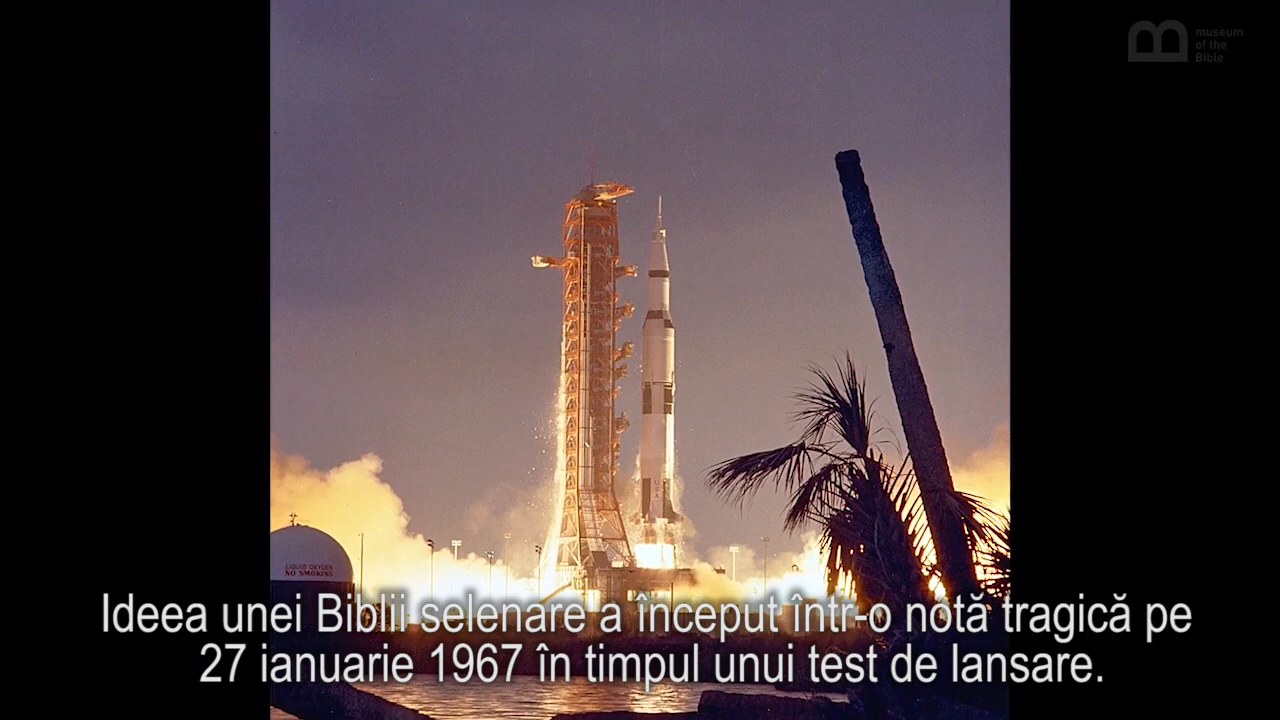 museum
of the
Bible
LIQUID OXYGEN
NO SMOKING
Ideea unei Biblii selenare a început într-o notă tragică pe
27 ianuarie 1967 în timpul unui test de lansare.